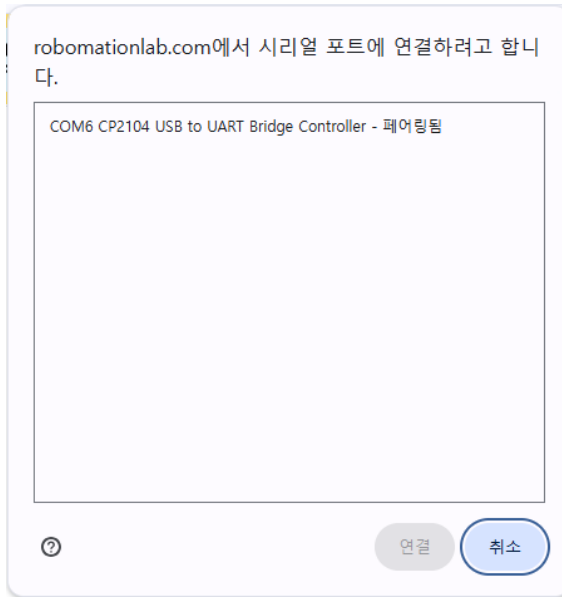 robomationlab.com에서 시리얼 포트에 연결하려고 합니
다.
COM6 CP2104 USB to UART Bridge Controller - 페어링됨
연결
취소